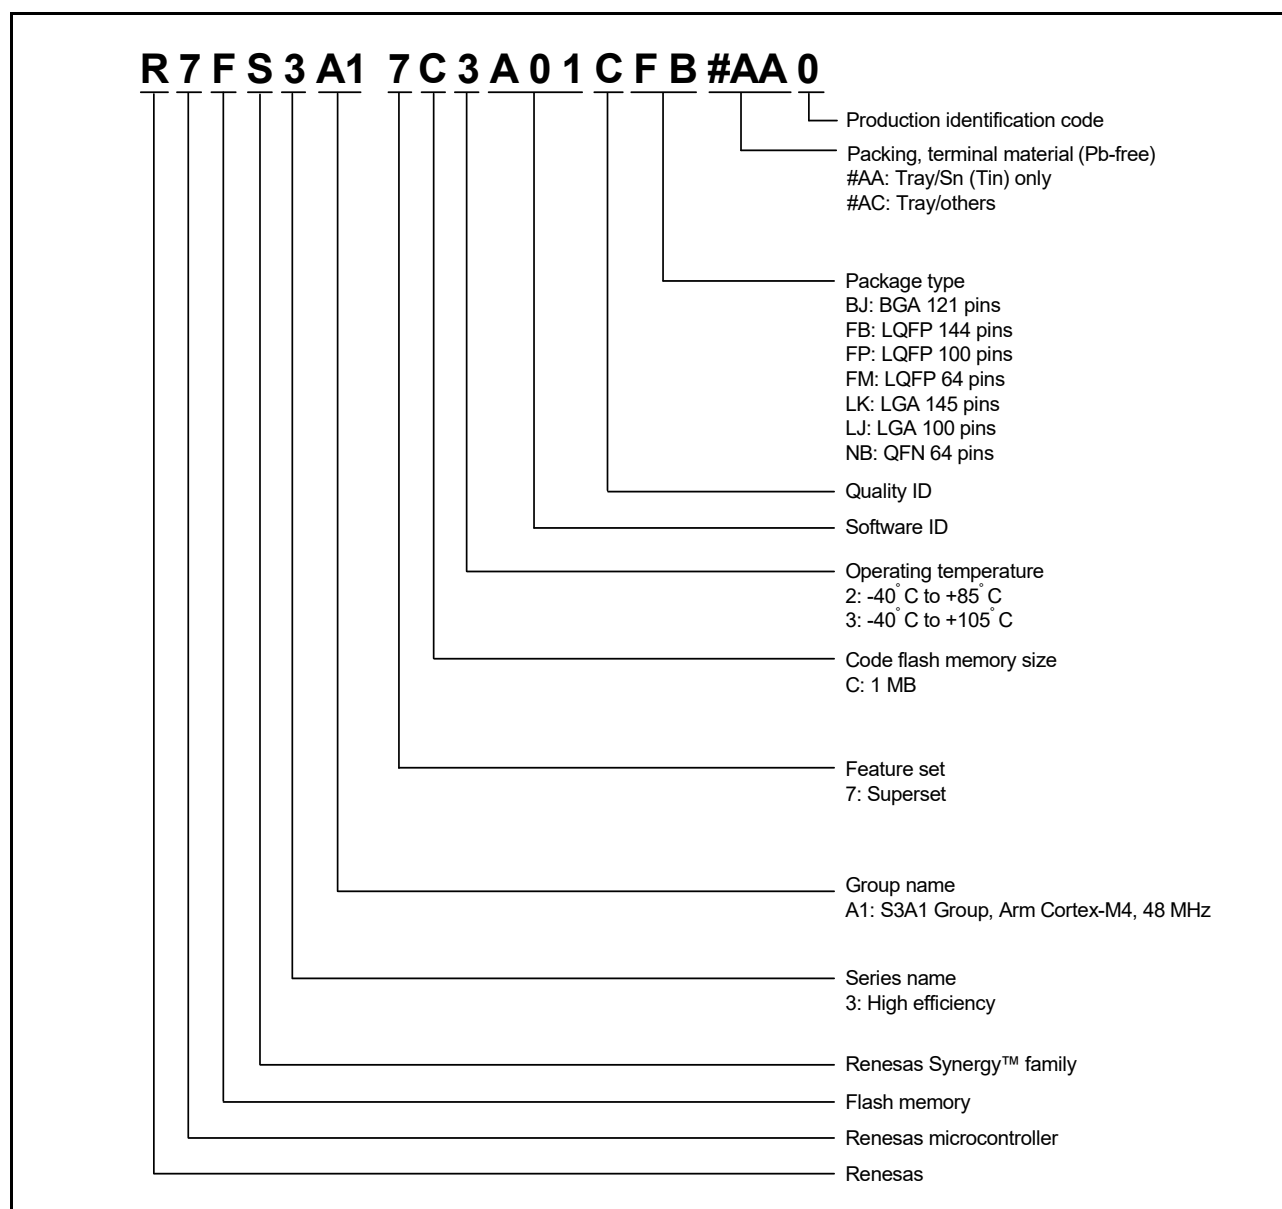 R 7 F S 3 A1 7 C 3 A 0 1 C F B #AA 0
Production identification code
Packing, terminal material (Pb-free)
#AA: Tray/Sn (Tin) only
#AC: Tray/others
Package type
BJ: BGA 121 pins
FB: LQFP 144 pins
FP: LQFP 100 pins
FM: LQFP 64 pins
LK: LGA 145 pins
LJ: LGA 100 pins
NB: QFN 64 pins
Quality ID
Software ID
Operating temperature
2: -40°C to +85°C
3: -40°C to +105°C
Code flash memory size
C: 1 MB
Feature set
7: Superset
Group name
A1: S3A1 Group, Arm Cortex-M4, 48 MHz
Series name
3: High efficiency
Renesas Synergy™ family
Flash memory
Renesas microcontroller
Renesas